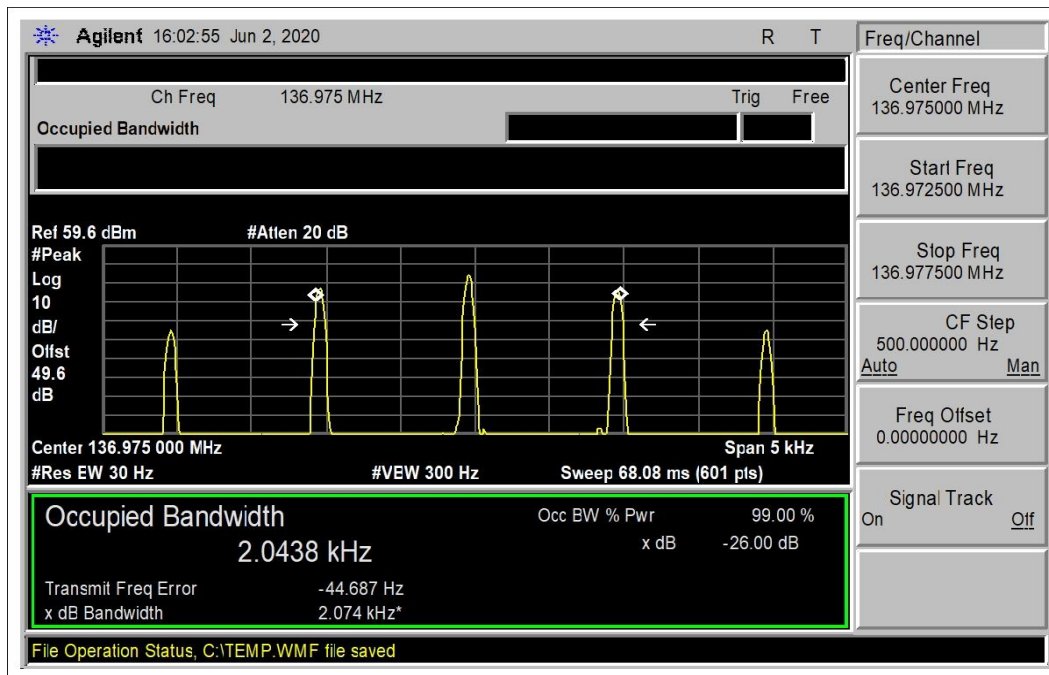 Agilent 16:02:55 Jun 2, 2020 R T
Freq/Channel
Ch Freq 136.975 MHz Trig Free
Occupied Bandwidth
Center Freq
136.975000 MHz
Start Freq
136.972500 MHz
Stop Freq
136.977500 MHz
CF Step
500.000000 Hz
Auto Man
Freq Offset
0.00000000 Hz
Signal Track
On Off
Ref 59.6 dBm #Atten 20 dB
#Peak
Log
10
dB/
Offst
49.6
dB
Center 136.975 000 MHz Span 5 kHz
#Res EW 30 Hz #VEW 300 Hz Sweep 68.08 ms (601 pts)
Occupied Bandwidth Occ BW % Pwr 99.00 %
2.0438 kHz x dB -26.00 dB
Transmit Freq Error -44.687 Hz
x dB Bandwidth 2.074 kHz*
File Operation Status, C:\TEMP.WMF file saved